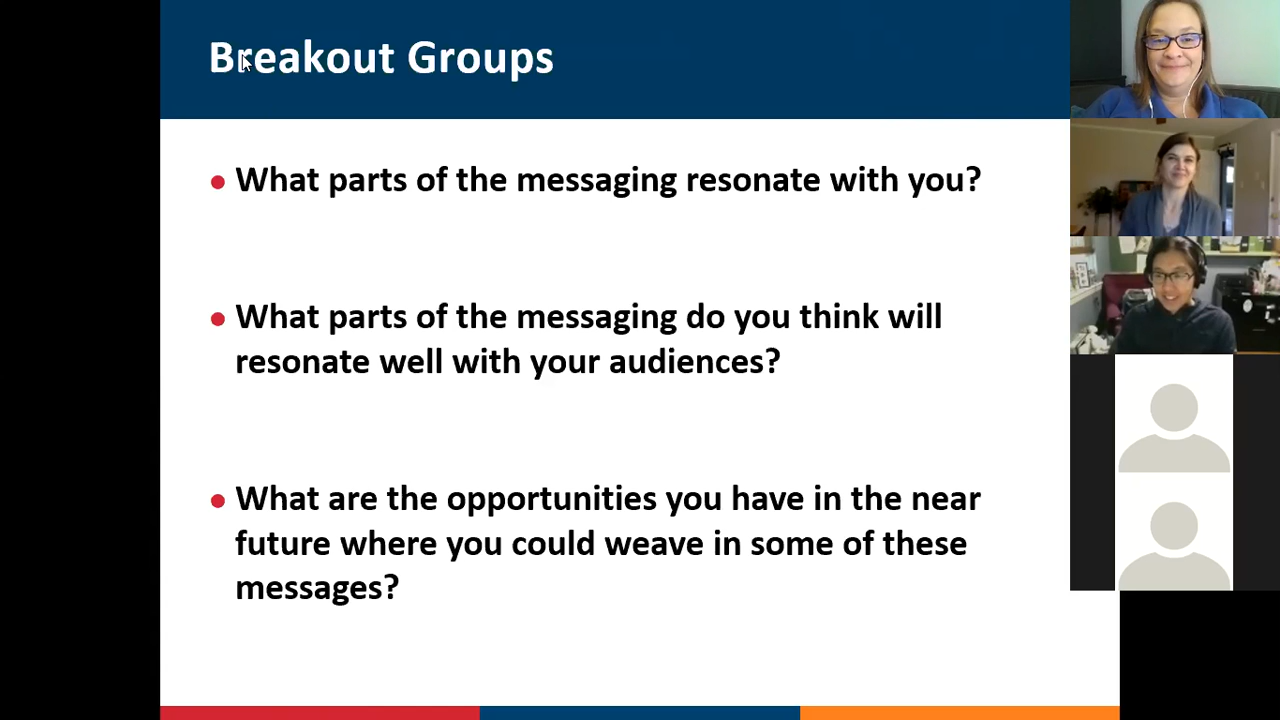 Breakout Groups
What parts of the messaging resonate with you?
What parts of the messaging do you think will
resonate well with your audiences?
What are the opportunities you have in the near
future where you could weave in some of these
messages?